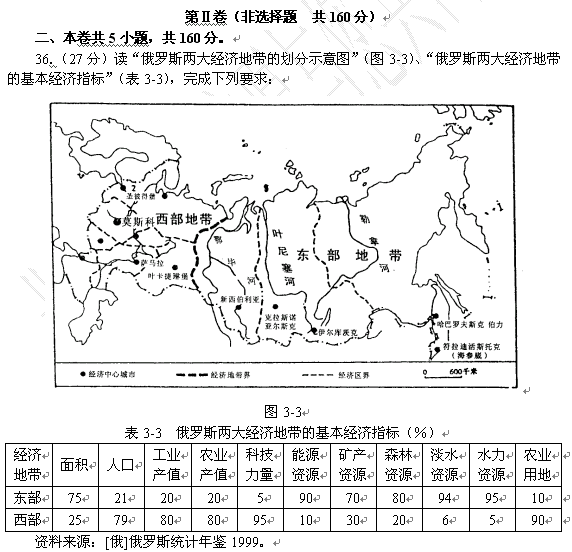 第Ⅱ卷（非选择题 共160分）
二、本卷共5小题，共160分。
36.（27分）读“俄罗斯两大经济地带的划分示意图”（图3-3）、“俄罗斯两大经济地带
的基本经济指标”（表3-3），完成下列要求：
圣彼得堡
莫斯科 西部地带
萨马拉
叶卡捷琳堡
鄂毕河
新西伯利亚
叶尼塞河
东部地带
勒拿河
克拉斯诺
亚尔斯克
伊尔库茨克
哈巴罗夫斯克 伯力
符拉迪沃斯托克
（海参崴）
经济中心城市 经济地带界 经济区界 0 600千米
图3-3
表3-3 俄罗斯两大经济地带的基本经济指标（%）
经济地带 面积 人口 工业产值 农业产值 科技力量 能源资源 矿产资源 森林资源 淡水资源 水力资源 农业用地
东部 75 21 20 20 5 90 70 80 94 95 10
西部 25 79 80 80 95 10 30 20 6 5 90
资料来源：[俄]俄罗斯统计年鉴1999。